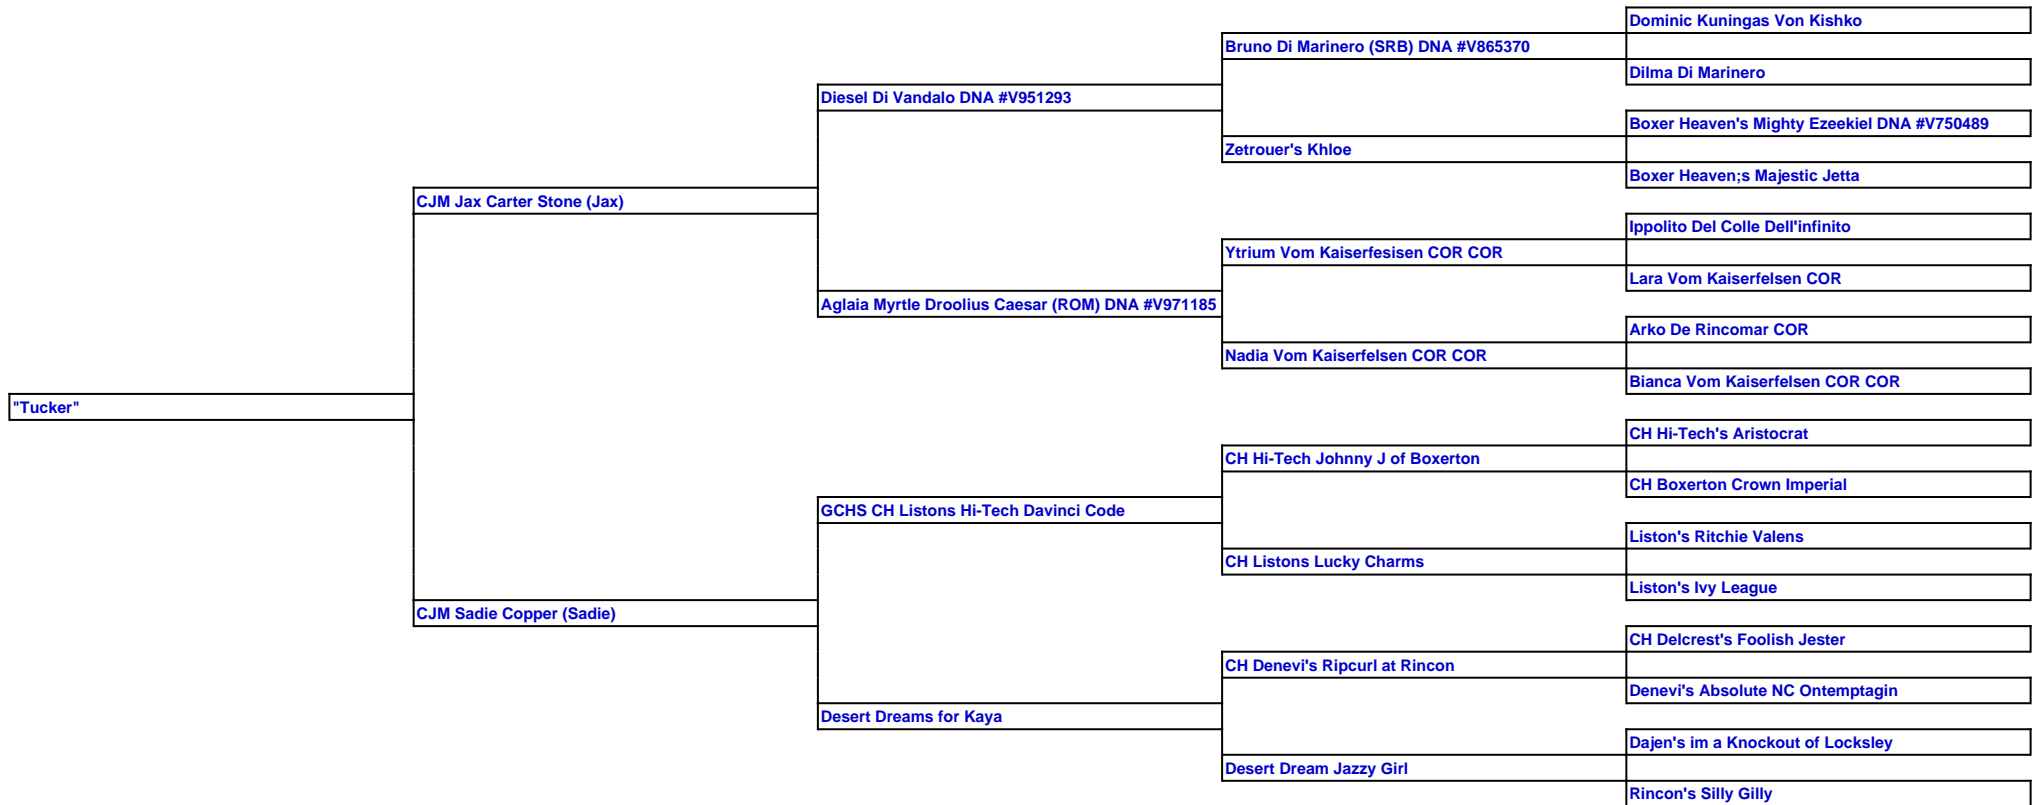 Dominic Kuningas Von Kishko
Bruno Di Marinero (SRB) DNA #V865370
Dilma Di Marinero
Diesel Di Vandalo DNA #V951293
Boxer Heaven's Mighty Ezeekiel DNA #V750489
Zetrouer's Khloe
Boxer Heaven;s Majestic Jetta
CJM Jax Carter Stone (Jax)
Ippolito Del Colle Dell'infinito
Ytrium Vom Kaiserfesisen COR COR
Lara Vom Kaiserfelsen COR
Aglaia Myrtle Droolius Caesar (ROM) DNA #V971185
Arko De Rincomar COR
Nadia Vom Kaiserfelsen COR COR
Bianca Vom Kaiserfelsen COR COR
"Tucker"
CH Hi-Tech's Aristocrat
CH Hi-Tech Johnny J of Boxerton
CH Boxerton Crown Imperial
GCHS CH Listons Hi-Tech Davinci Code
Liston's Ritchie Valens
CH Listons Lucky Charms
Liston's Ivy League
CJM Sadie Copper (Sadie)
CH Delcrest's Foolish Jester
CH Denevi's Ripcurl at Rincon
Denevi's Absolute NC Ontemptagin
Desert Dreams for Kaya
Dajen's im a Knockout of Locksley
Desert Dream Jazzy Girl
Rincon's Silly Gilly